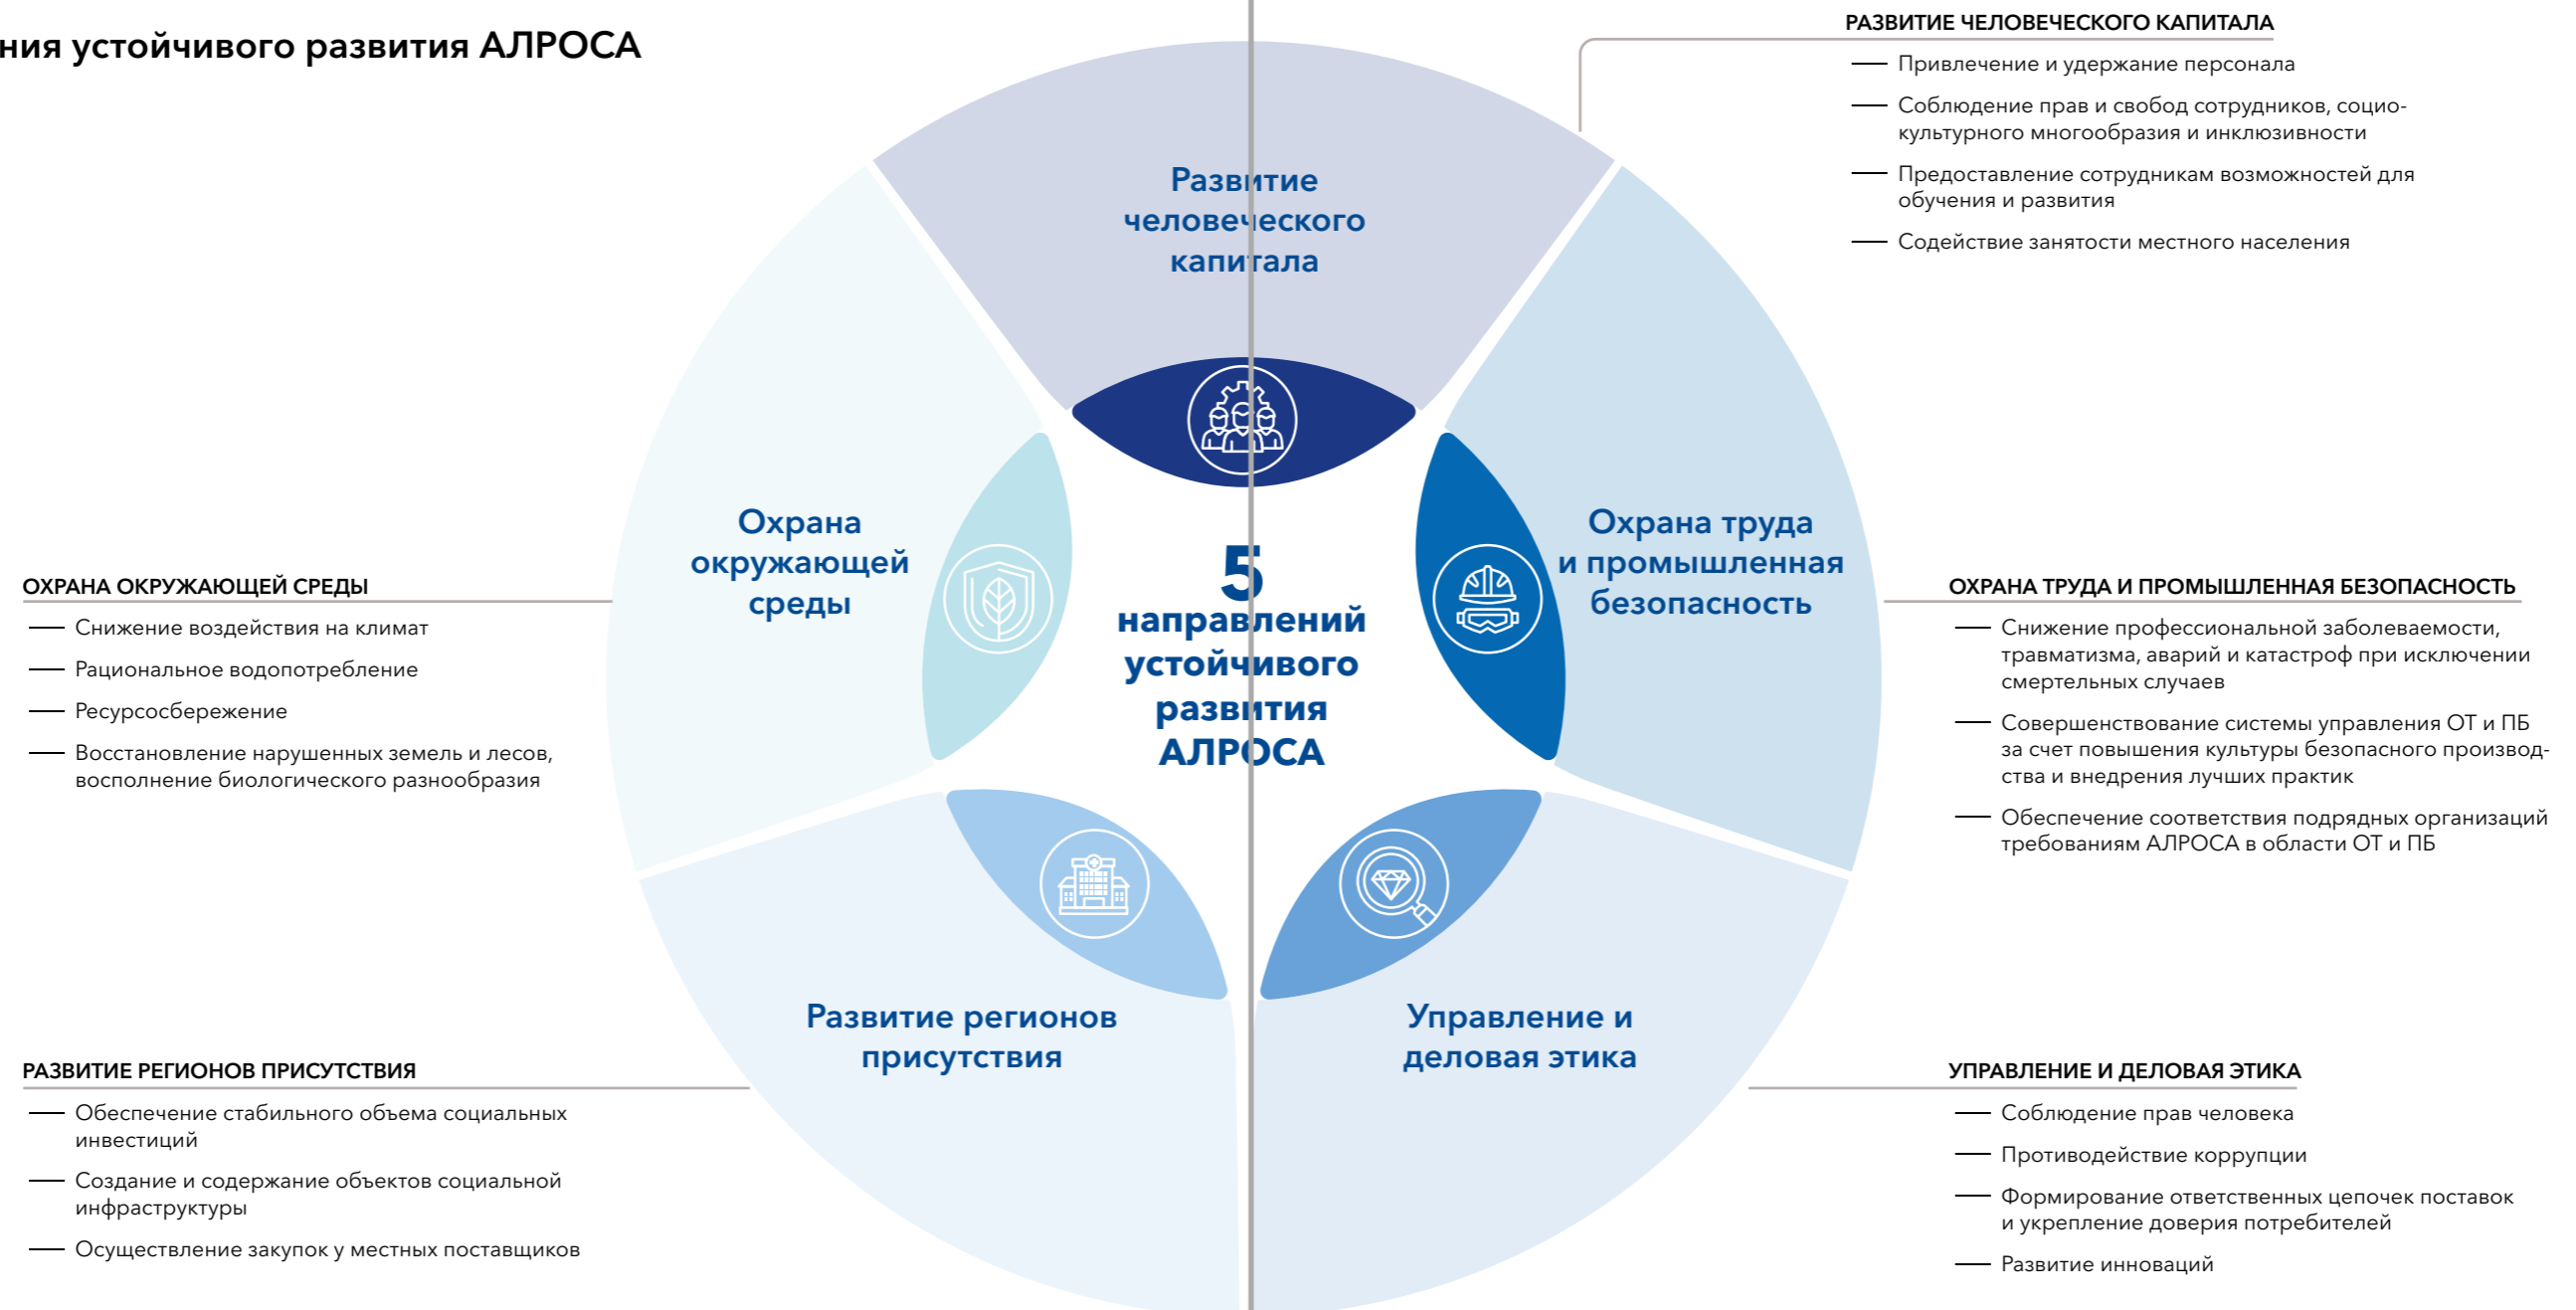 ния устойчивого развития АЛРОСА
РАЗВИТИЕ ЧЕЛОВЕЧЕСКОГО КАПИТАЛА
Привлечение и удержание персонала
Соблюдение прав и свобод сотрудников, социо-
культурного многообразия и инклюзивности
Предоставление сотрудникам возможностей для
обучения и развития
Содействие занятости местного населения
Развитие
человеческого
капитала
Охрана
окружающей
среды
5
направлений
устойчивого
развития
АЛРОСА
Охрана труда
и промышленная
безопасность
ОХРАНА ОКРУЖАЮЩЕЙ СРЕДЫ
Снижение воздействия на климат
Рациональное водопотребление
Ресурсосбережение
Восстановление нарушенных земель и лесов,
восполнение биологического разнообразия
ОХРАНА ТРУДА И ПРОМЫШЛЕННАЯ БЕЗОПАСНОСТЬ
Снижение профессиональной заболеваемости,
травматизма, аварий и катастроф при исключении
смертельных случаев
Совершенствование системы управления ОТ и ПБ
за счет повышения культуры безопасного производ-
ства и внедрения лучших практик
Обеспечение соответствия подрядных организаций
требованиям АЛРОСА в области ОТ и ПБ
Развитие регионов
присутствия
Управление и
деловая этика
РАЗВИТИЕ РЕГИОНОВ ПРИСУТСТВИЯ
Обеспечение стабильного объема социальных
инвестиций
Создание и содержание объектов социальной
инфраструктуры
Осуществление закупок у местных поставщиков
УПРАВЛЕНИЕ И ДЕЛОВАЯ ЭТИКА
Соблюдение прав человека
Противодействие коррупции
Формирование ответственных цепочек поставок
и укрепление доверия потребителей
Развитие инноваций